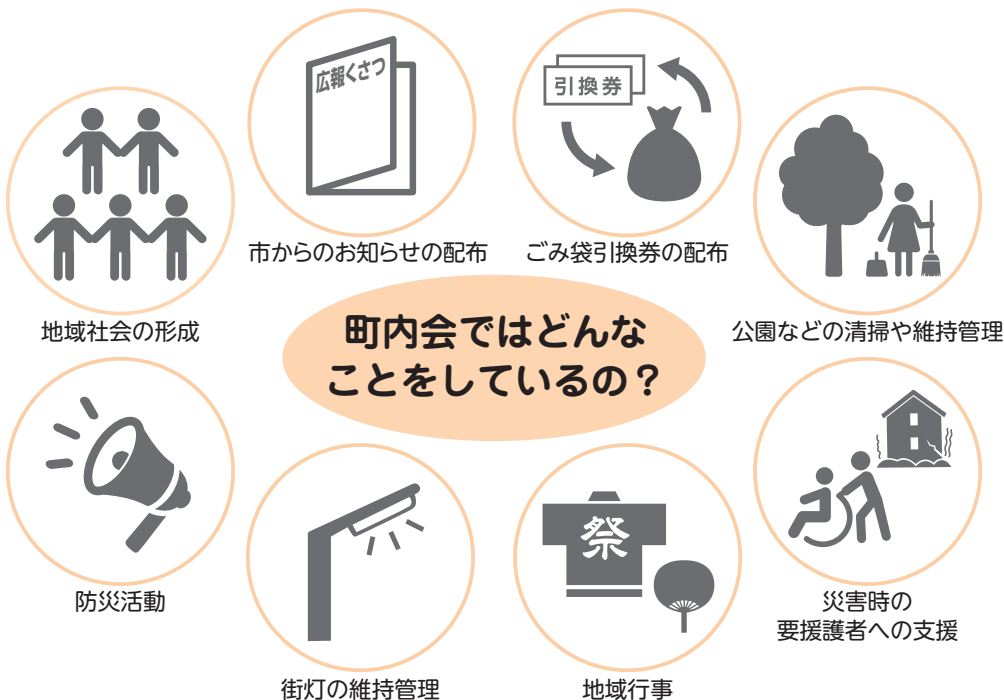 広報くさつ
引換券
市からのお知らせの配布
ごみ袋引換券の配布
地域社会の形成
公園などの清掃や維持管理
町内会ではどんな
ことをしているの？
防災活動
祭
災害時の
要援護者への支援
街灯の維持管理
地域行事